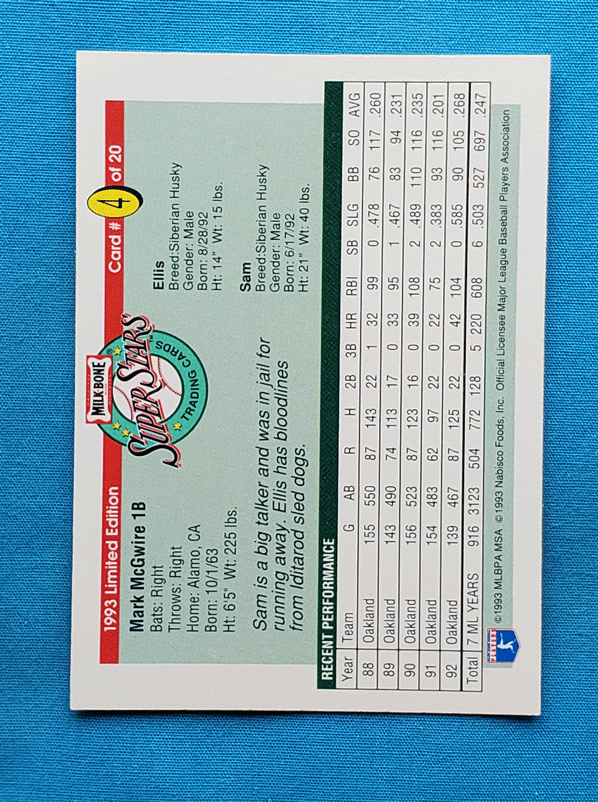 1993 Limited Edition
MILK-BONE®
SUPER STARS
TRADING CARDS
Card # 4 of 20
Mark McGwire 1B
Bats: Right
Throws: Right
Home: Alamo, CA
Born: 10/1/63
Ht: 6'5" Wt: 225 lbs.
Ellis
Breed:Siberian Husky
Gender: Male
Born: 8/28/92
Ht: 14" Wt: 15 lbs.
Sam
Breed:Siberian Husky
Gender: Male
Born: 6/17/92
Ht: 21" Wt: 40 lbs.
Sam is a big talker and was in jail for
running away. Ellis has bloodlines
from Iditarod sled dogs.
RECENT PERFORMANCE
Year Team G AB R H 2B 3B HR RBI SB SLG BB SO AVG
88 Oakland 155 550 87 143 22 1 32 99 0 .478 76 117 .260
89 Oakland 143 490 74 113 17 0 33 95 1 .467 83 94 .231
90 Oakland 156 523 87 123 16 0 39 108 2 .489 110 116 .235
91 Oakland 154 483 62 97 22 0 22 75 2 .383 93 116 .201
92 Oakland 139 467 87 125 22 0 42 104 0 .585 90 105 .268
Total 7 ML YEARS 916 3123 504 772 128 5 220 608 6 .503 527 697 .247
©1993 MLBPA MSA ©1993 Nabisco Foods, Inc. Official Licensee Major League Baseball Players Association
PLAYERS